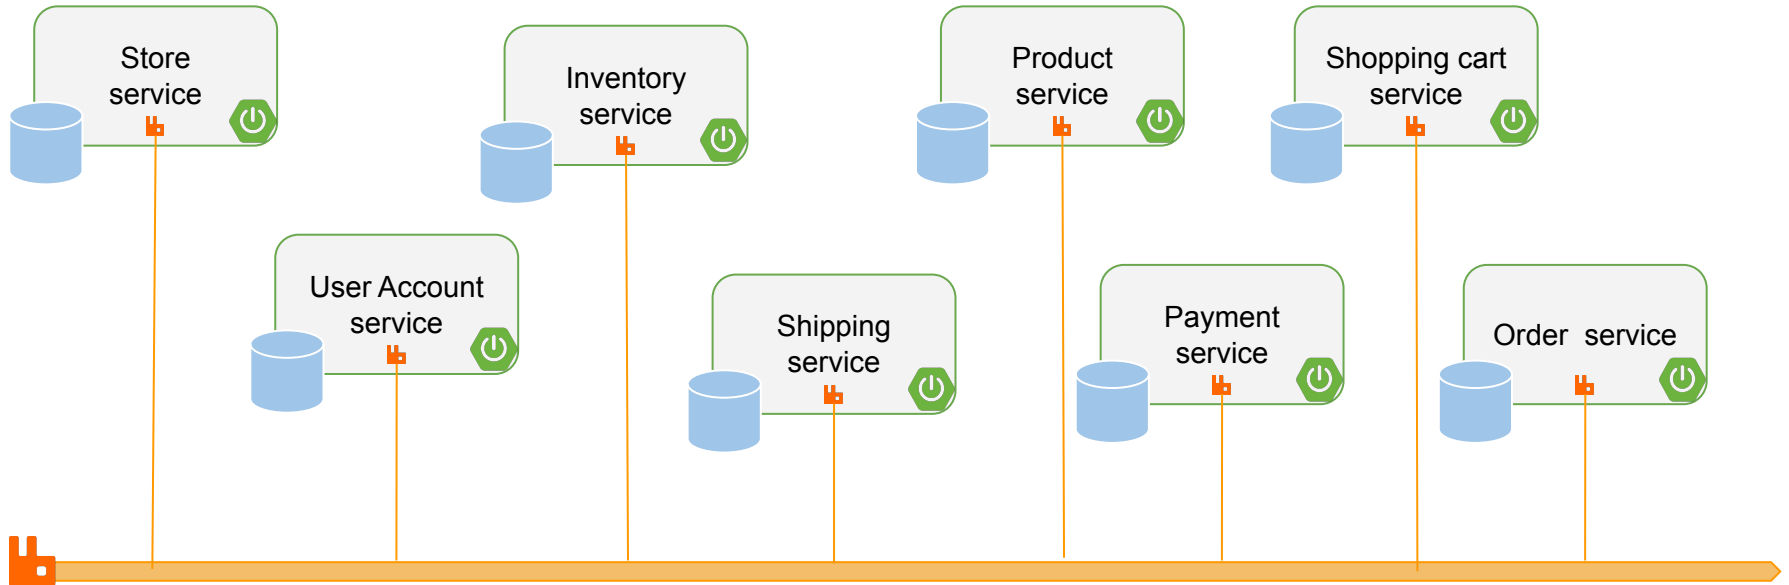 Store
service
Inventory
service
Product
service
Shopping cart
service
User Account
service
Shipping
service
Payment
service
Order  service